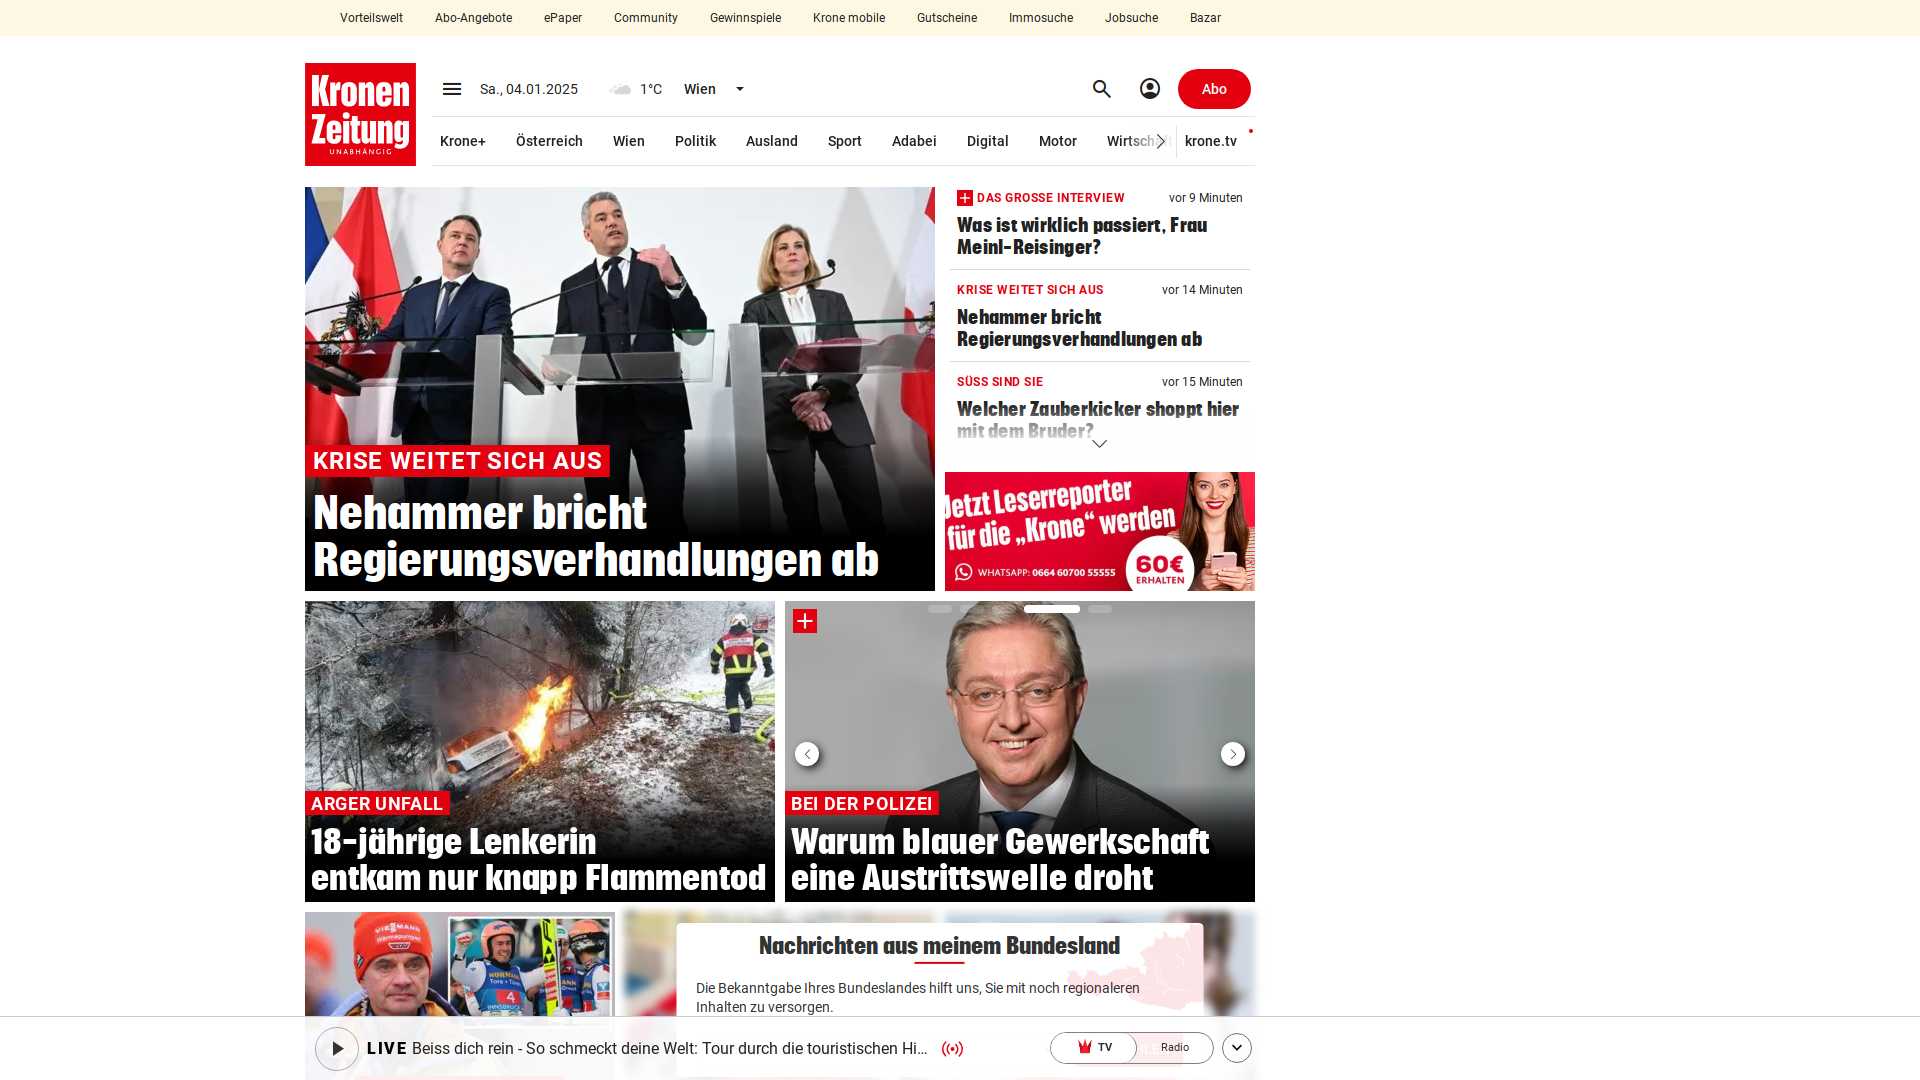 Vorteilswelt Abo-Angebote ePaper Community Gewinnspiele Krone mobile Gutscheine Immosuche Jobsuche Bazar
Kronen
Zeitung
UNABHÄNGIG
Sa., 04.01.2025 1°C Wien
Abo
Krone+ Österreich Wien Politik Ausland Sport Adabei Digital Motor Wirtschaft krone.tv
KRISE WEITET SICH AUS
Nehammer bricht
Regierungsverhandlungen ab
DAS GROSSE INTERVIEW vor 9 Minuten
Was ist wirklich passiert, Frau
Meinl-Reisinger?
KRISE WEITET SICH AUS vor 14 Minuten
Nehammer bricht
Regierungsverhandlungen ab
SÜSS SIND SIE vor 15 Minuten
Welcher Zauberkicker shoppt hier
mit dem Bruder?
Jetzt Leserreporter
für die „Krone“ werden
WHATSAPP: 0664 60700 55555
60€
ERHALTEN
ARGER UNFALL
18-jährige Lenkerin
entkam nur knapp Flammentod
BEI DER POLIZEI
Warum blauer Gewerkschaft
eine Austrittswelle droht
VIESSMANN
4
Nachrichten aus meinem Bundesland
Die Bekanntgabe Ihres Bundeslandes hilft uns, Sie mit noch regionaleren
Inhalten zu versorgen.
LIVE Beiss dich rein - So schmeckt deine Welt: Tour durch die touristischen Hi...
TV Radio